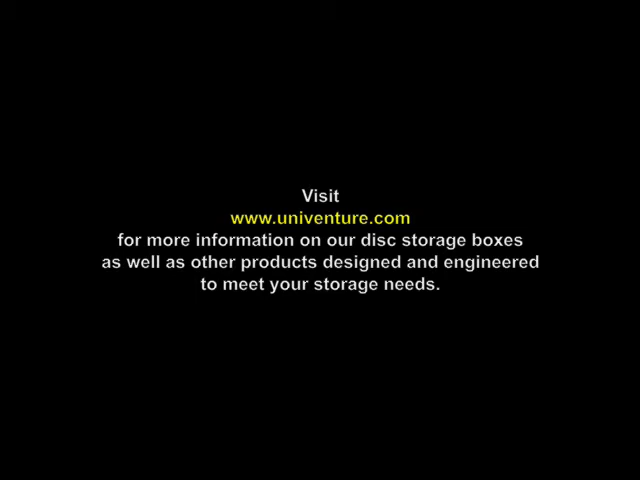 Visit
www.univenture.com
for more information on our disc storage boxes
as well as other products designed and engineered
to meet your storage needs.